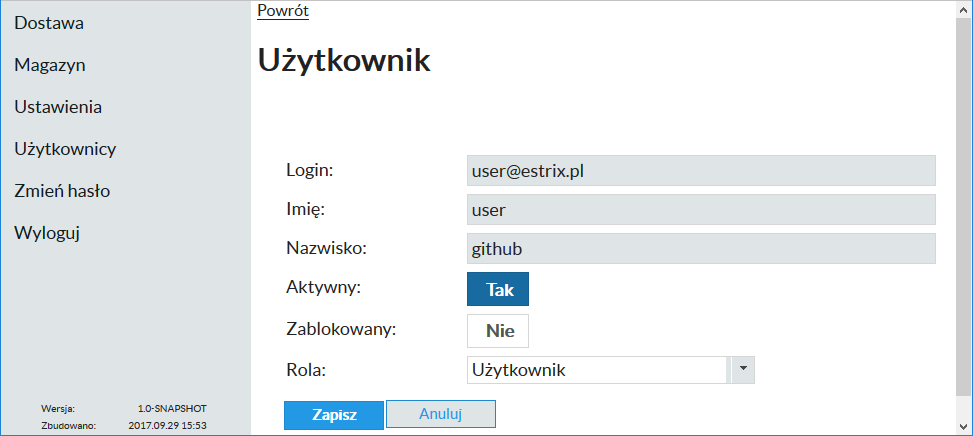 Dostawa
Magazyn
Ustawienia
Użytkownicy
Zmień hasło
Wyloguj
Wersja: 1.0-SNAPSHOT
Zbudowano: 2017.09.29 15:53
Powrót
Użytkownik
Login: user@estrix.pl
Imię: user
Nazwisko: github
Aktywny: Tak
Zablokowany: Nie
Rola: Użytkownik
Zapisz Anuluj